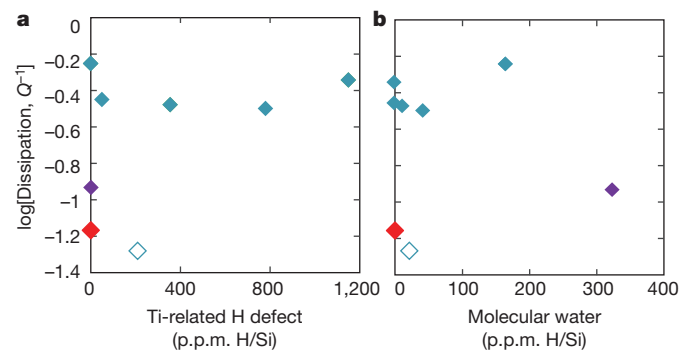 a
b
log[Dissipation, Q⁻¹]
0
−0.2
−0.4
−0.6
−0.8
−1
−1.2
−1.4
0
400
800
1,200
0
100
200
300
400
Ti-related H defect
(p.p.m. H/Si)
Molecular water
(p.p.m. H/Si)